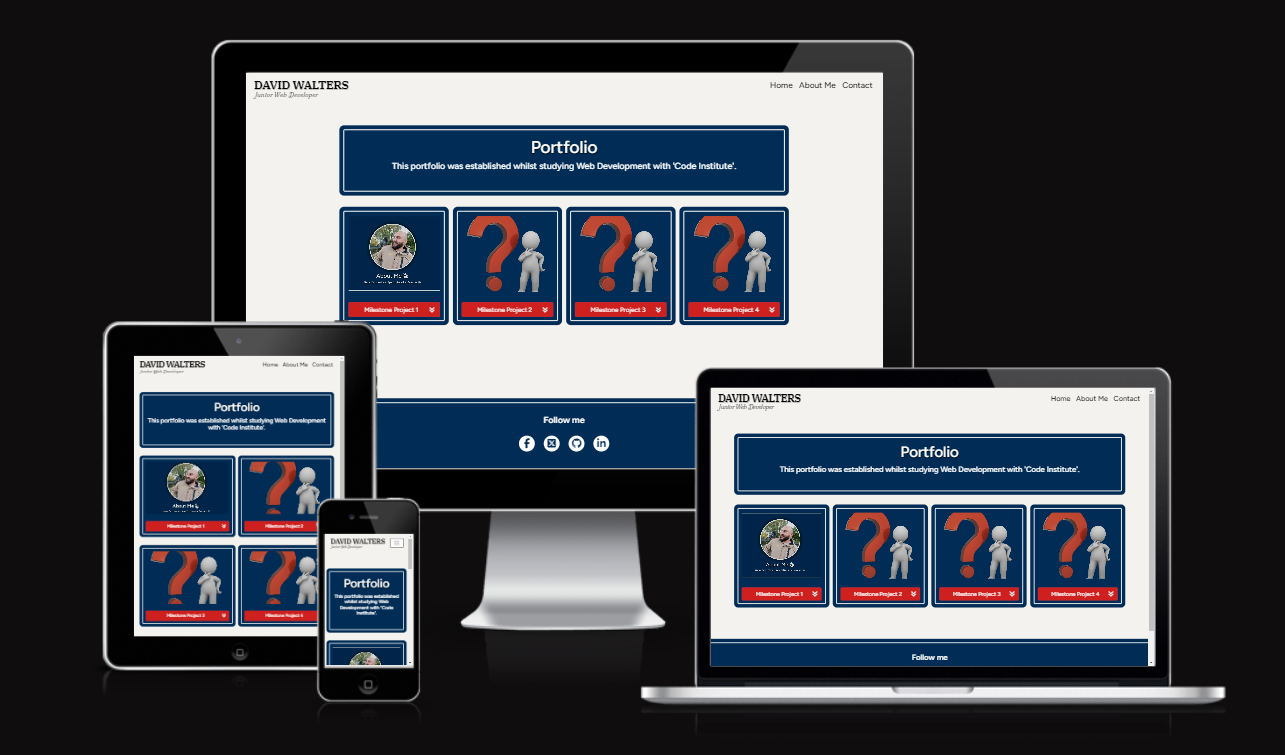 DAVID WALTERS
Junior Web Developer
Home About Me Contact
Portfolio
This portfolio was established whilst studying Web Development with 'Code Institute'.
About Me
Milestone Project 1
Milestone Project 2
Milestone Project 3
Milestone Project 4
Follow me
DAVID WALTERS
Junior Web Developer
Home About Me Contact
Portfolio
This portfolio was established whilst studying Web Development
with 'Code Institute'.
About Me
Milestone Project 1
Milestone Project 2
Milestone Project 3
Milestone Project 4
DAVID WALTERS
Junior Web Developer
Portfolio
This portfolio was established
whilst studying Web
Development with 'Code
Institute'.
DAVID WALTERS
Junior Web Developer
Home About Me Contact
Portfolio
This portfolio was established whilst studying Web Development with 'Code Institute'.
About Me
Milestone Project 1
Milestone Project 2
Milestone Project 3
Milestone Project 4
Follow me